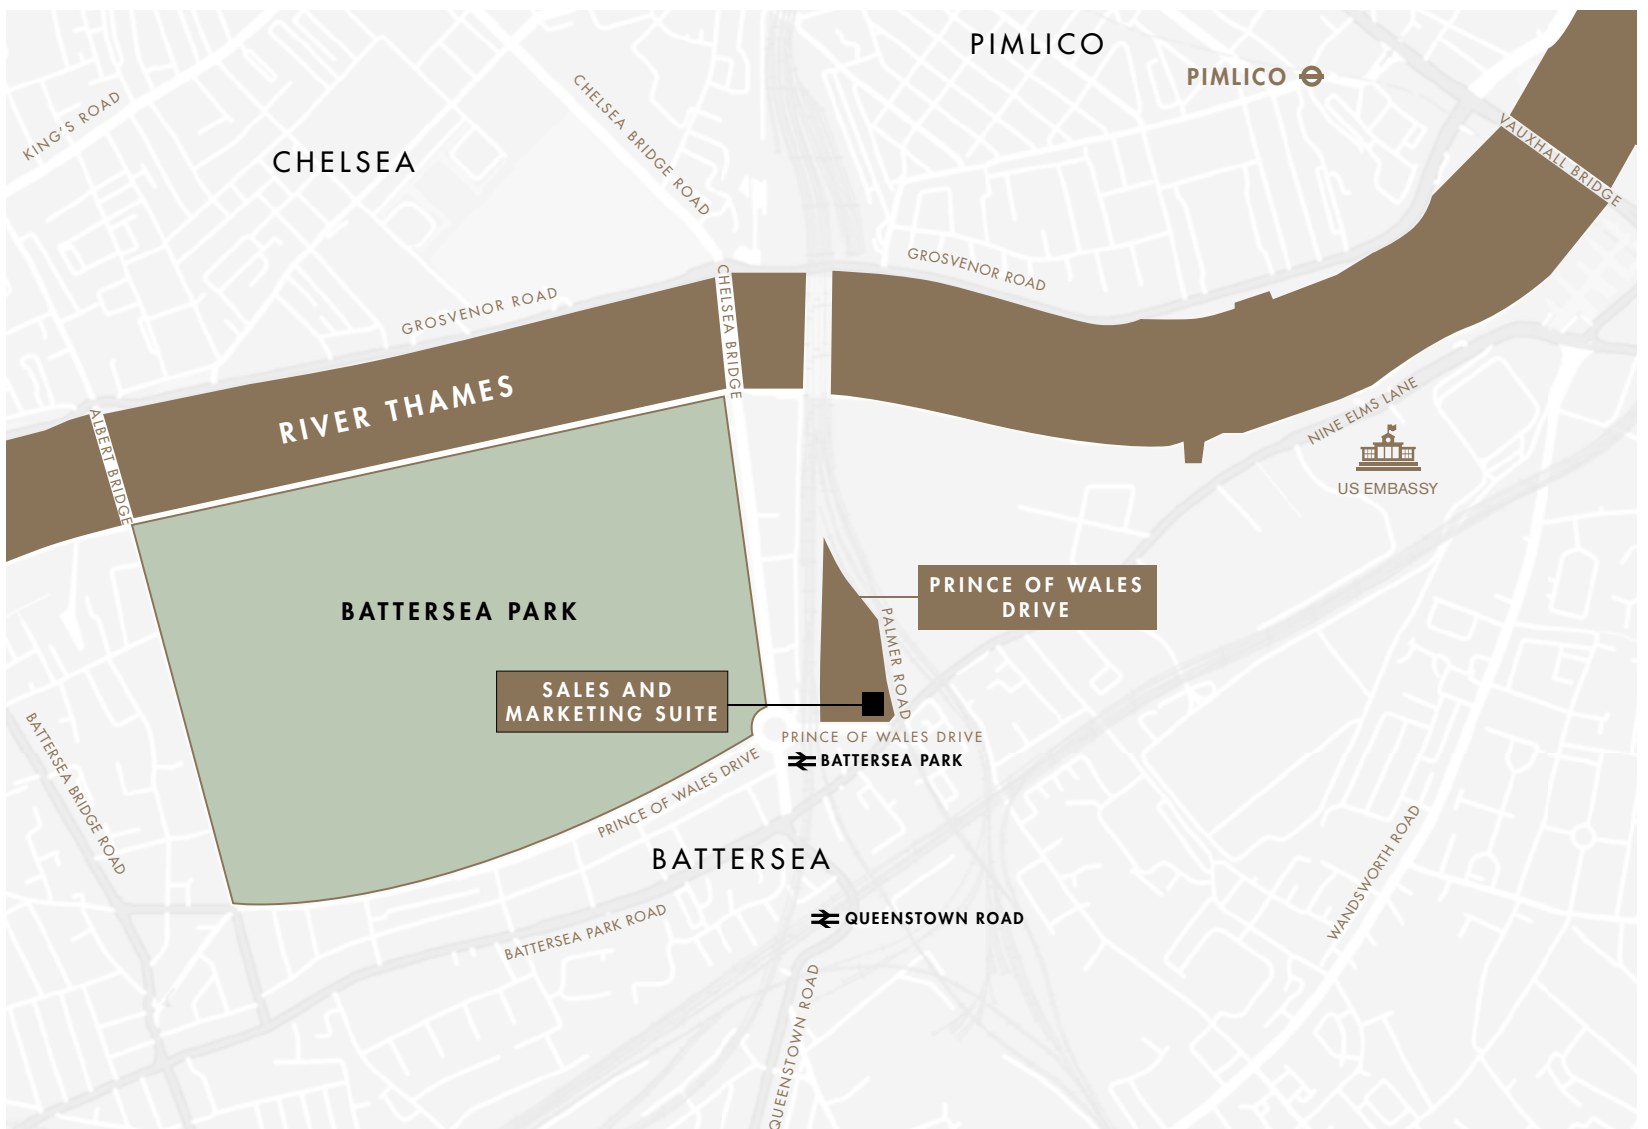 PIMLICO
PIMLICO
KING'S ROAD
CHELSEA
CHELSEA BRIDGE ROAD
VAUXHALL BRIDGE
GROSVENOR ROAD
GROSVENOR ROAD
CHELSEA BRIDGE
RIVER THAMES
ALBERT BRIDGE
NINE ELMS LANE
US EMBASSY
BATTERSEA PARK
PRINCE OF WALES
DRIVE
PALMER ROAD
SALES AND
MARKETING SUITE
PRINCE OF WALES DRIVE
BATTERSEA PARK
PRINCE OF WALES DRIVE
BATTERSEA BRIDGE ROAD
BATTERSEA
WANDSWORTH ROAD
QUEENSTOWN ROAD
BATTERSEA PARK ROAD
QUEENSTOWN ROAD